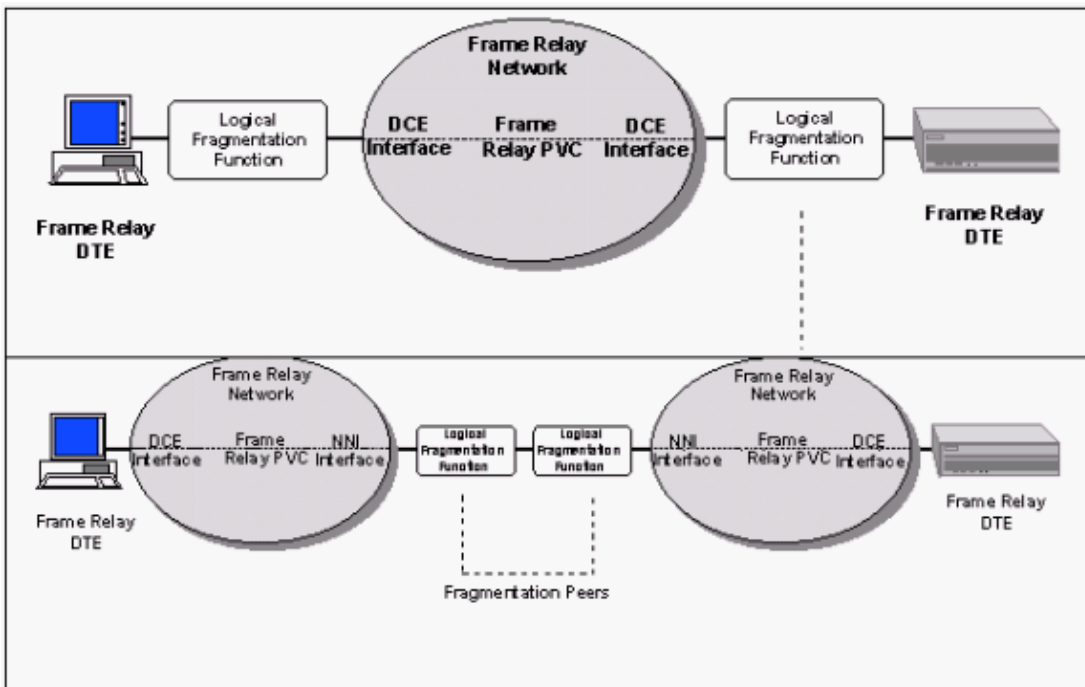 Frame Relay
Network
Logical
Fragmentation
Function
DCE
Interface
Frame
Relay PVC
DCE
Interface
Logical
Fragmentation
Function
Frame Relay
DTE
Frame Relay
DTE
Frame Relay
Network
DCE
Interface
Frame
Relay PVC
NNI
Interface
Logical
Fragmentation
Function
Logical
Fragmentation
Function
Frame Relay
Network
NNI
Interface
Frame
Relay PVC
DCE
Interface
Frame Relay
DTE
Frame Relay
DTE
Fragmentation Peers